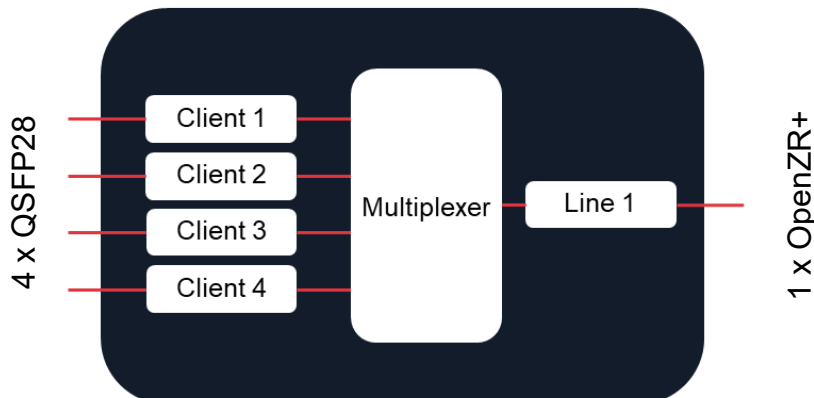 4 x QSFP28
Client 1
Client 2
Client 3
Client 4
Multiplexer
Line 1
1 x OpenZR+